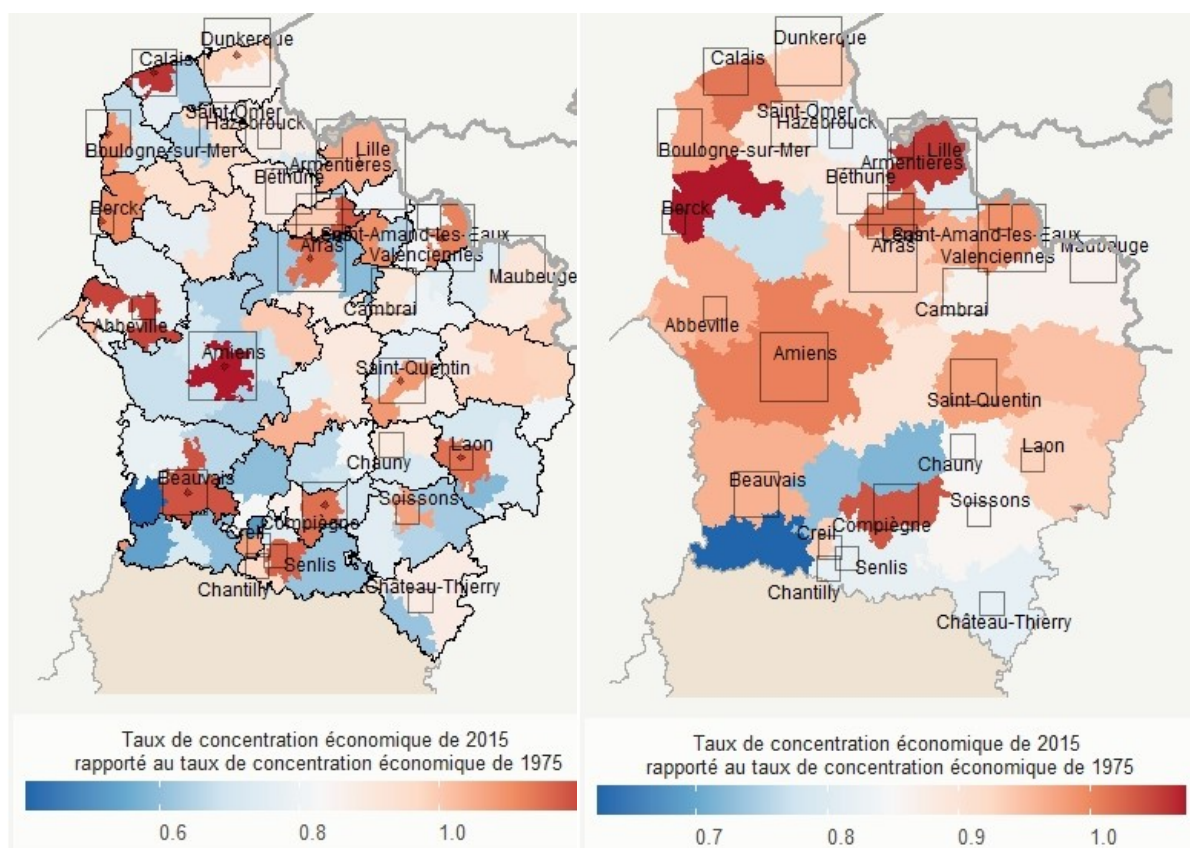 Dunkerque
Calais
Saint-Omer
Hazebrouck
Boulogne-sur-Mer
Lille
Armentières
Béthune
Berck
Saint-Amand-les-Eaux
Arras
Valenciennes
Maubeuge
Cambrai
Abbeville
Amiens
Saint-Quentin
Laon
Chauny
Beauvais
Soissons
Compiègne
Creil
Senlis
Chantilly
Château-Thierry
Taux de concentration économique de 2015
rapporté au taux de concentration économique de 1975
0.6 0.8 1.0
Dunkerque
Calais
Saint-Omer
Hazebrouck
Boulogne-sur-Mer
Lille
Armentières
Béthune
Berck
Saint-Amand-les-Eaux
Arras
Maubeuge
Valenciennes
Cambrai
Abbeville
Amiens
Saint-Quentin
Laon
Chauny
Beauvais
Soissons
Compiègne
Creil
Senlis
Chantilly
Château-Thierry
Taux de concentration économique de 2015
rapporté au taux de concentration économique de 1975
0.7 0.8 0.9 1.0